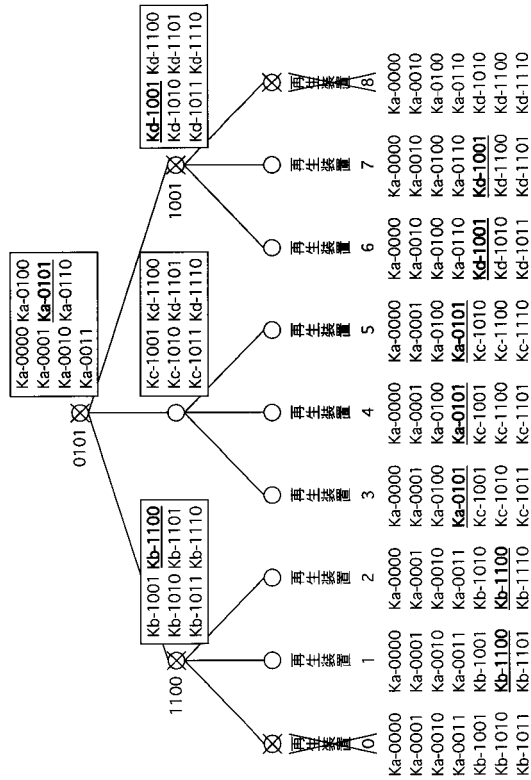 Ka-0000 Ka-0100
Ka-0001 Ka-0101
Ka-0010 Ka-0110
Ka-0011
0101
Kb-1001 Kb-1100
Kb-1010 Kb-1101
Kb-1011 Kb-1110
1100
Kc-1001 Kd-1100
Kc-1010 Kd-1101
Kc-1011 Kd-1110
Kd-1001 Kd-1100
Kd-1010 Kd-1101
Kd-1011 Kd-1110
1001
再生装置
0
Ka-0000
Ka-0001
Ka-0010
Ka-0011
Kb-1001
Kb-1010
Kb-1011
再生装置
1
Ka-0000
Ka-0001
Ka-0010
Ka-0011
Kb-1001
Kb-1100
Kb-1101
再生装置
2
Ka-0000
Ka-0001
Ka-0010
Ka-0011
Kb-1010
Kb-1100
Kb-1110
再生装置
3
Ka-0000
Ka-0001
Ka-0100
Ka-0101
Kc-1001
Kc-1010
Kc-1011
再生装置
4
Ka-0000
Ka-0001
Ka-0100
Ka-0101
Kc-1001
Kc-1100
Kc-1101
再生装置
5
Ka-0000
Ka-0001
Ka-0100
Ka-0101
Kc-1010
Kc-1100
Kc-1110
再生装置
6
Ka-0000
Ka-0010
Ka-0100
Ka-0110
Kd-1001
Kd-1010
Kd-1011
再生装置
7
Ka-0000
Ka-0010
Ka-0100
Ka-0110
Kd-1001
Kd-1100
Kd-1101
再生装置
8
Ka-0000
Ka-0010
Ka-0100
Ka-0110
Kd-1010
Kd-1100
Kd-1110